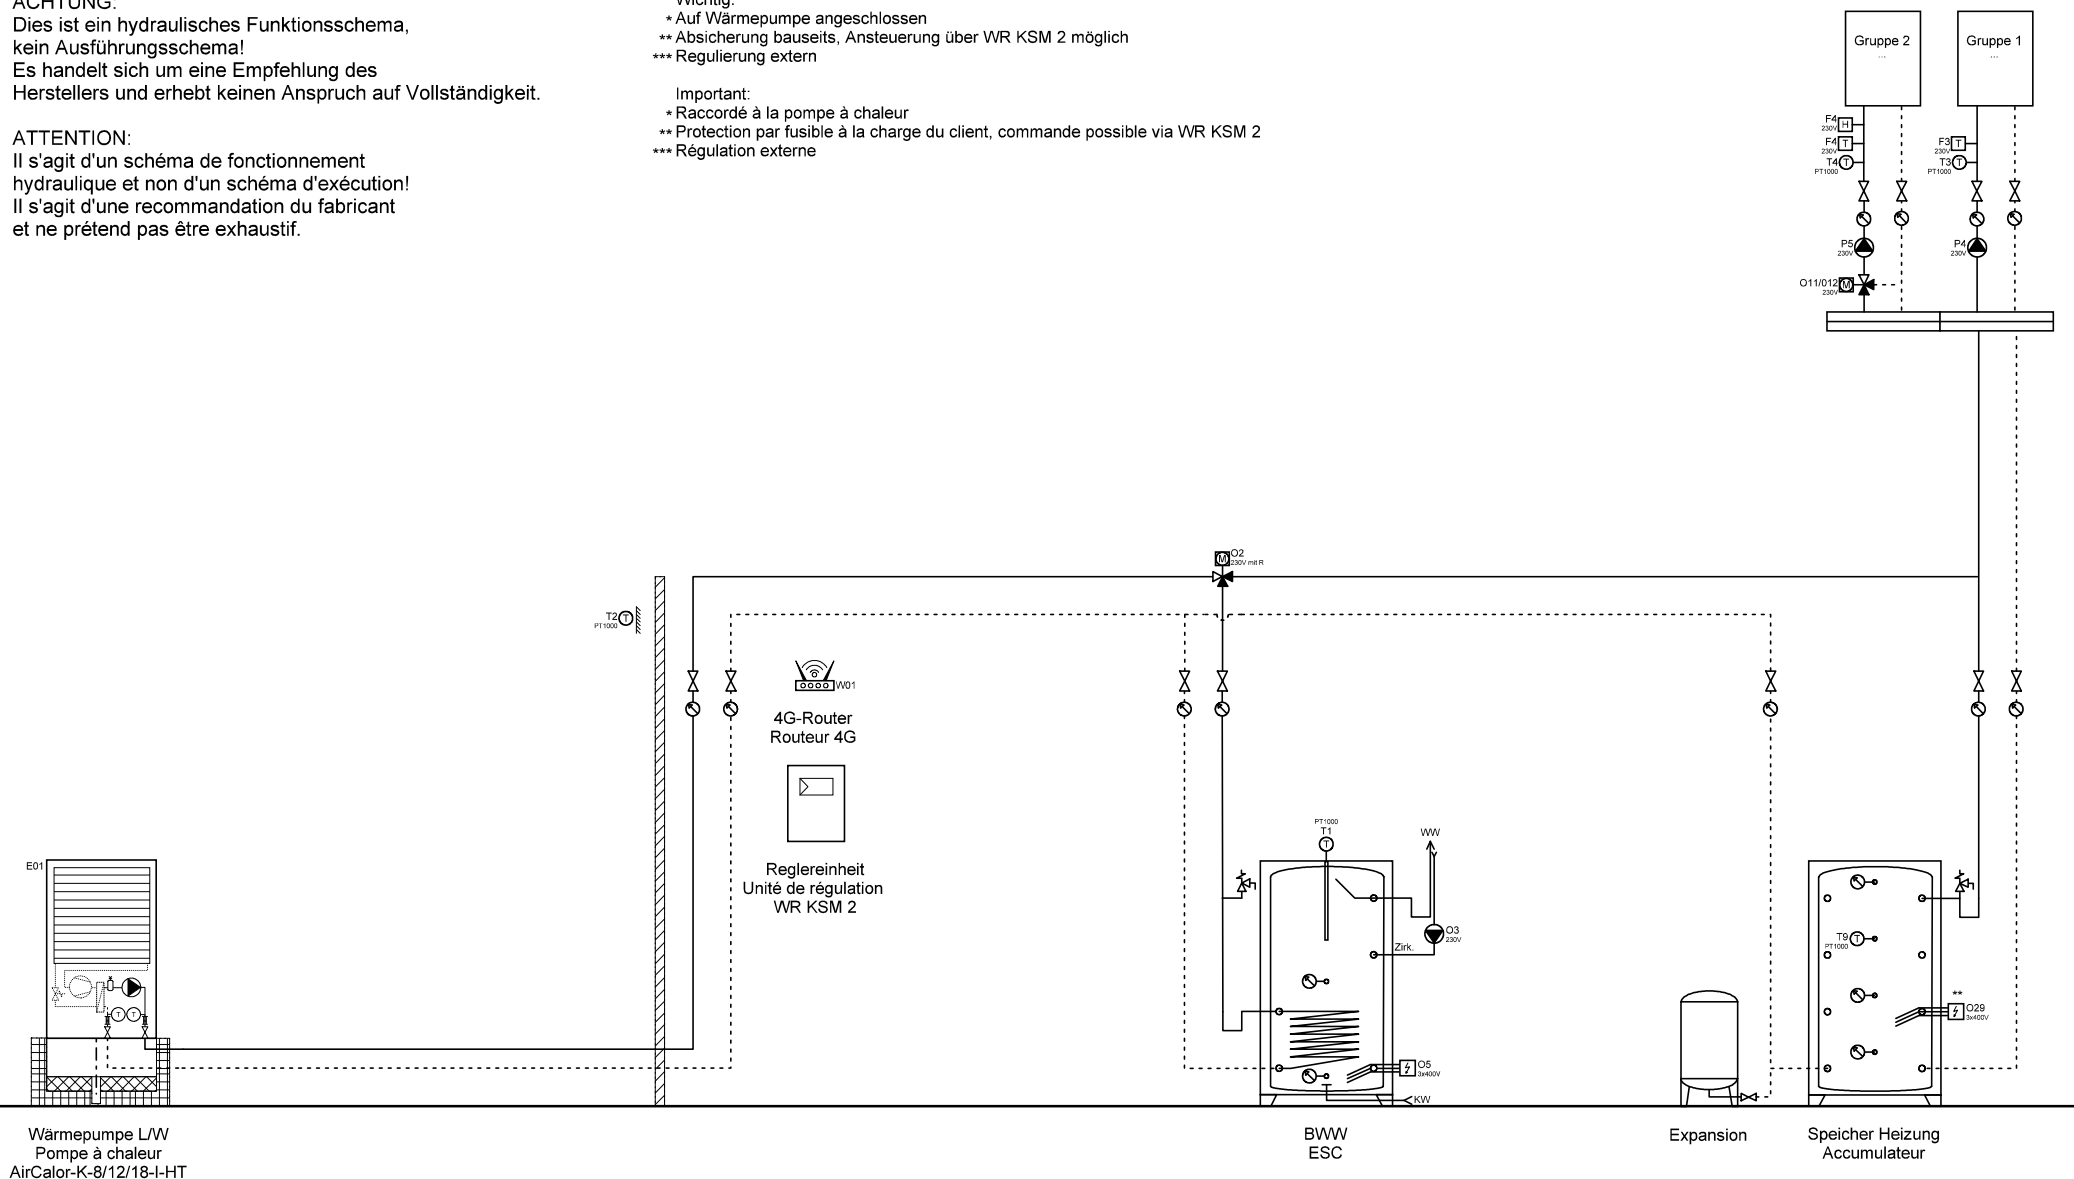 ACHTUNG:
Dies ist ein hydraulisches Funktionsschema,
kein Ausführungsschema!
Es handelt sich um eine Empfehlung des
Herstellers und erhebt keinen Anspruch auf Vollständigkeit.
ATTENTION:
Il s'agit d'un schéma de fonctionnement
hydraulique et non d'un schéma d'exécution!
Il s'agit d'une recommandation du fabricant
et ne prétend pas être exhaustif.
Wichtig:
* Auf Wärmepumpe angeschlossen
** Absicherung bauseits, Ansteuerung über WR KSM 2 möglich
*** Regulierung extern
Important:
* Raccordé à la pompe à chaleur
** Protection par fusible à la charge du client, commande possible via WR KSM 2
*** Régulation externe
Gruppe 2
...
Gruppe 1
...
F4
230V
H
F4
230V
T
T4
PT1000
T
F3
230V
T
T3
PT1000
T
P5
230V
P4
230V
O11/012
230V
M
M
O2
230V mit R
T2
PT1000
T
W01
4G-Router
Routeur 4G
Reglereinheit
Unité de régulation
WR KSM 2
E01
T
T
PT1000
T1
T
WW
O3
230V
Zirk.
O5
3x400V
KW
T9
PT1000
T
**
O29
3x400V
Wärmepumpe L/W
Pompe à chaleur
AirCalor-K-8/12/18-I-HT
BWW
ESC
Expansion
Speicher Heizung
Accumulateur